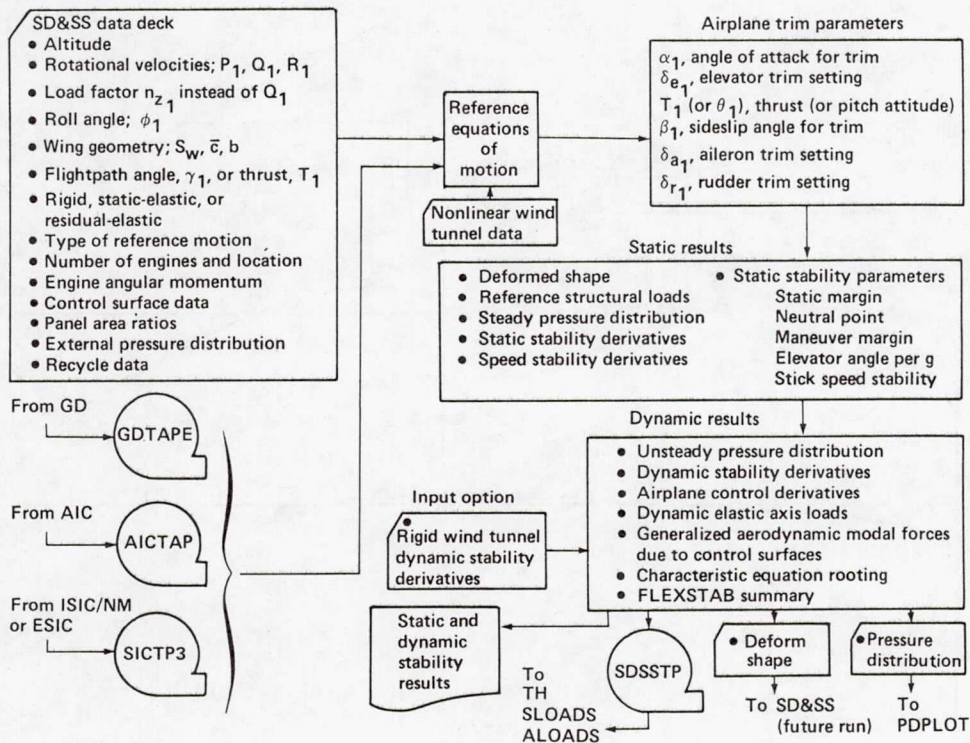 SD&SS data deck
• Altitude
• Rotational velocities; P₁, Q₁, R₁
• Load factor n_z₁ instead of Q₁
• Roll angle; ϕ₁
• Wing geometry; S_w, c̄, b
• Flightpath angle, γ₁, or thrust, T₁
• Rigid, static-elastic, or
residual-elastic
• Type of reference motion
• Number of engines and location
• Engine angular momentum
• Control surface data
• Panel area ratios
• External pressure distribution
• Recycle data
Reference
equations
of
motion
Nonlinear wind
tunnel data
Airplane trim parameters
α₁, angle of attack for trim
δ_e₁, elevator trim setting
T₁ (or θ₁), thrust (or pitch attitude)
β₁, sideslip angle for trim
δ_a₁, aileron trim setting
δ_r₁, rudder trim setting
Static results
• Deformed shape
• Reference structural loads
• Steady pressure distribution
• Static stability derivatives
• Speed stability derivatives
• Static stability parameters
Static margin
Neutral point
Maneuver margin
Elevator angle per g
Stick speed stability
From GD
GDTAPE
From AIC
AICTAP
From ISIC/NM
or ESIC
SICTP3
Dynamic results
• Unsteady pressure distribution
• Dynamic stability derivatives
• Airplane control derivatives
• Dynamic elastic axis loads
• Generalized aerodynamic modal forces
due to control surfaces
• Characteristic equation rooting
• FLEXSTAB summary
Input option
• Rigid wind tunnel
dynamic stability
derivatives
Static and
dynamic
stability
results
SDSSTP
To
TH
SLOADS
ALOADS
• Deform
shape
To SD&SS
(future run)
• Pressure
distribution
To
PDPLOT